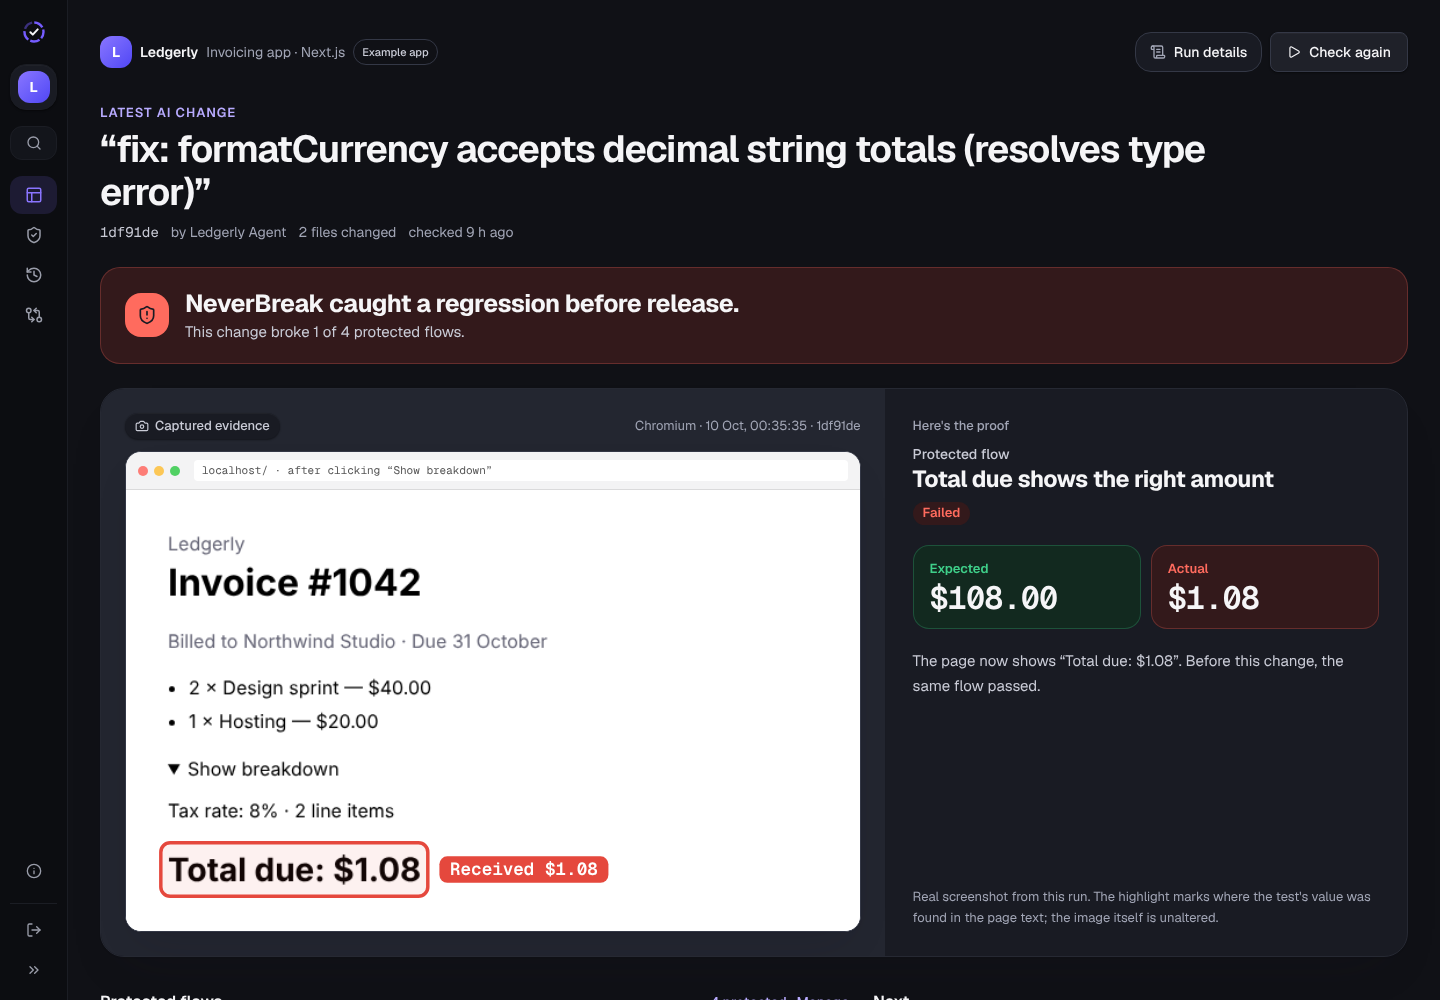 L
L Ledgerly Invoicing app · Next.js Example app
Run details
Check again
LATEST AI CHANGE
“fix: formatCurrency accepts decimal string totals (resolves type
error)”
1df91de by Ledgerly Agent 2 files changed checked 9 h ago
NeverBreak caught a regression before release.
This change broke 1 of 4 protected flows.
Captured evidence
Chromium · 10 Oct, 00:35:35 · 1df91de
localhost/ · after clicking “Show breakdown”
Ledgerly
Invoice #1042
Billed to Northwind Studio · Due 31 October
• 2 × Design sprint — $40.00
• 1 × Hosting — $20.00
▼ Show breakdown
Tax rate: 8% · 2 line items
Total due: $1.08
Received $1.08
Here's the proof
Protected flow
Total due shows the right amount
Failed
Expected
$108.00
Actual
$1.08
The page now shows “Total due: $1.08”. Before this change, the
same flow passed.
Real screenshot from this run. The highlight marks where the test's value was
found in the page text; the image itself is unaltered.
Protected flows
4 protected · Manage
Next